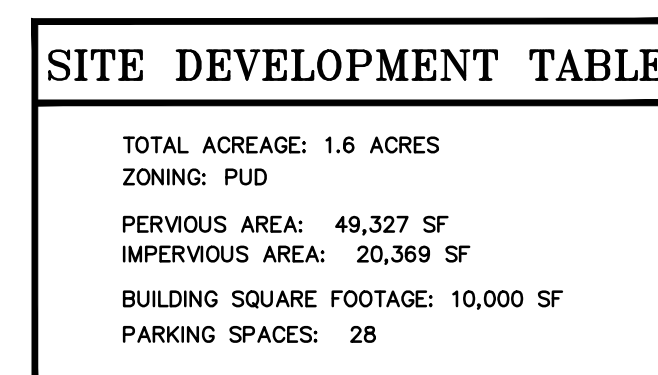 SITE DEVELOPMENT TABLE
TOTAL ACREAGE: 1.6 ACRES
ZONING: PUD
PERVIOUS AREA: 49,327 SF
IMPERVIOUS AREA: 20,369 SF
BUILDING SQUARE FOOTAGE: 10,000 SF
PARKING SPACES: 28